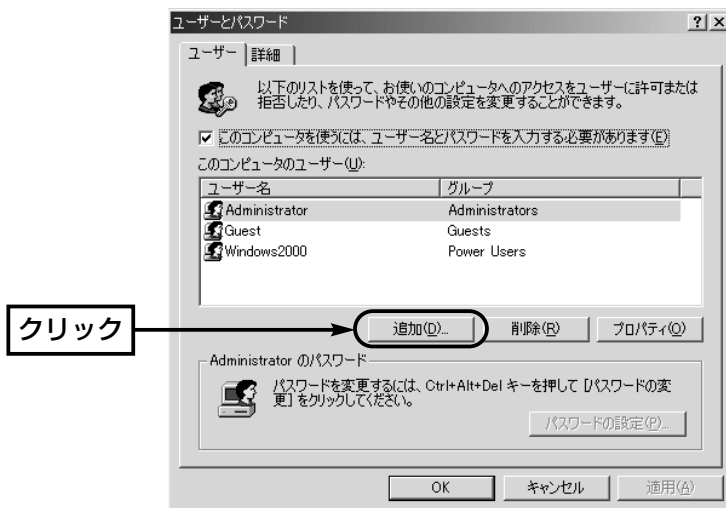 ユーザーとパスワード
ユーザー 詳細
以下のリストを使って、お使いのコンピュータへのアクセスをユーザーに許可または
拒否したり、パスワードやその他の設定を変更することができます。
このコンピュータを使うには、ユーザー名とパスワードを入力する必要があります(E)
このコンピュータのユーザー(U):
ユーザー名 グループ
Administrator Administrators
Guest Guests
Windows2000 Power Users
クリック
追加(D)... 削除(R) プロパティ(O)
Administrator のパスワード
パスワードを変更するには、Ctrl+Alt+Del キーを押して [パスワードの変
更] をクリックしてください。
パスワードの設定(P)...
OK キャンセル 適用(A)